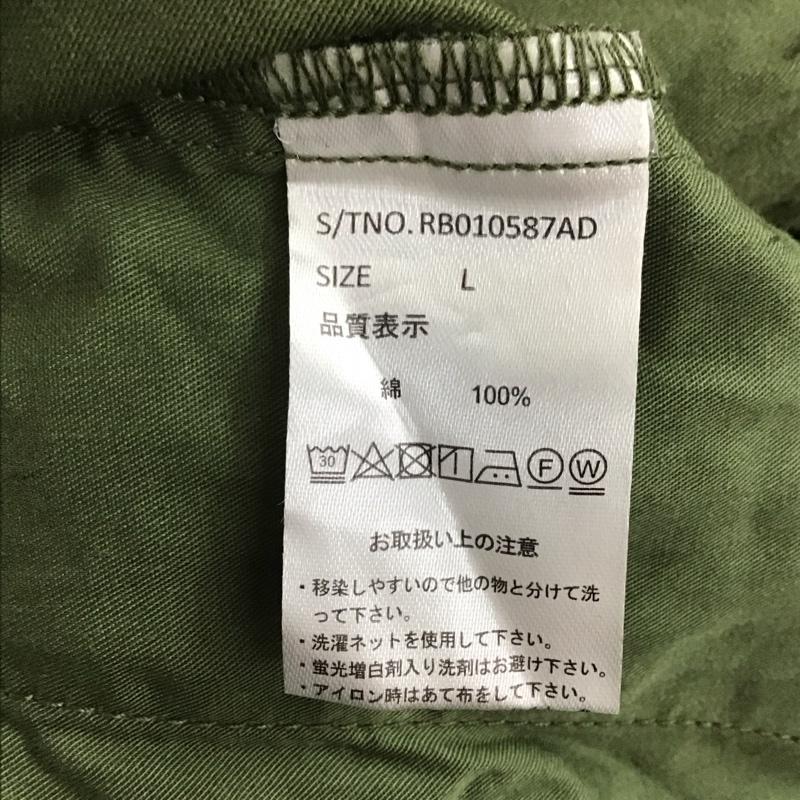 S/TNO. RB010587AD
SIZE L
品質表示
綿 100%
30 F W
お取扱い上の注意
・移染しやすいので他の物と分けて洗
って下さい。
・洗濯ネットを使用して下さい。
・蛍光増白剤入り洗剤はお避け下さい。
・アイロン時はあて布をして下さい。